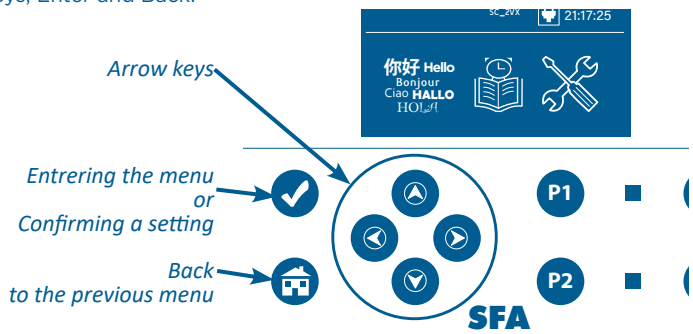 ys, Enter and Back.
sc_2vx 21:17:25
Arrow keys
你好 Hello
Bonjour
Ciao HALLO
HOLA
Entrering the menu
or
Confirming a setting
P1
Back
to the previous menu
P2
SFA